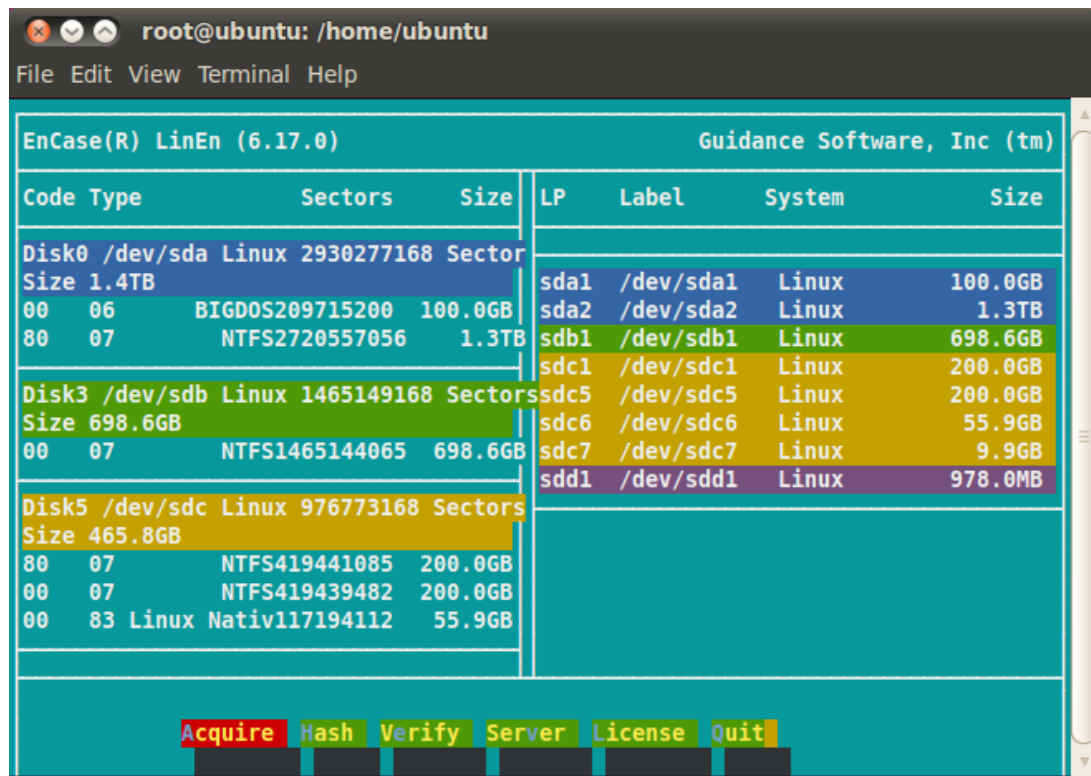 root@ubuntu: /home/ubuntu
File Edit View Terminal Help
EnCase(R) LinEn (6.17.0) Guidance Software, Inc (tm)
Code Type Sectors Size
Disk0 /dev/sda Linux 2930277168 Sector
Size 1.4TB
00 06 BIGDOS209715200 100.0GB
80 07 NTFS2720557056 1.3TB
Disk3 /dev/sdb Linux 1465149168 Sectors
Size 698.6GB
00 07 NTFS1465144065 698.6GB
Disk5 /dev/sdc Linux 976773168 Sectors
Size 465.8GB
80 07 NTFS419441085 200.0GB
00 07 NTFS419439482 200.0GB
00 83 Linux Nativ117194112 55.9GB
LP Label System Size
sda1 /dev/sda1 Linux 100.0GB
sda2 /dev/sda2 Linux 1.3TB
sdb1 /dev/sdb1 Linux 698.6GB
sdc1 /dev/sdc1 Linux 200.0GB
sdc5 /dev/sdc5 Linux 200.0GB
sdc6 /dev/sdc6 Linux 55.9GB
sdc7 /dev/sdc7 Linux 9.9GB
sdd1 /dev/sdd1 Linux 978.0MB
Acquire Hash Verify Server License Quit